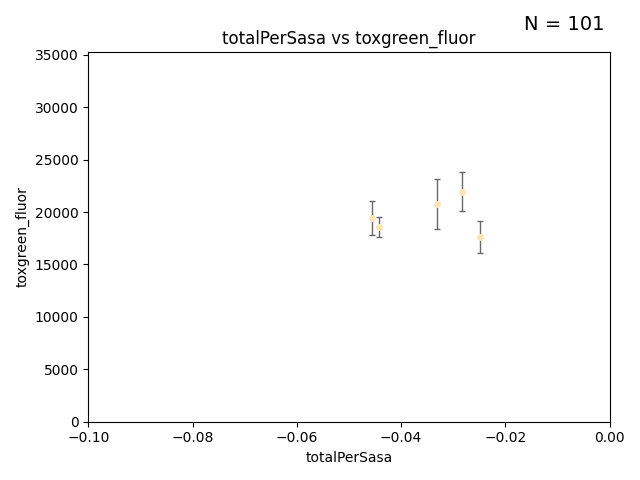 N = 101
totalPerSasa vs toxgreen_fluor
35000
30000
25000
20000
15000
10000
5000
0
toxgreen_fluor
−0.10 −0.08 −0.06 −0.04 −0.02 0.00
totalPerSasa